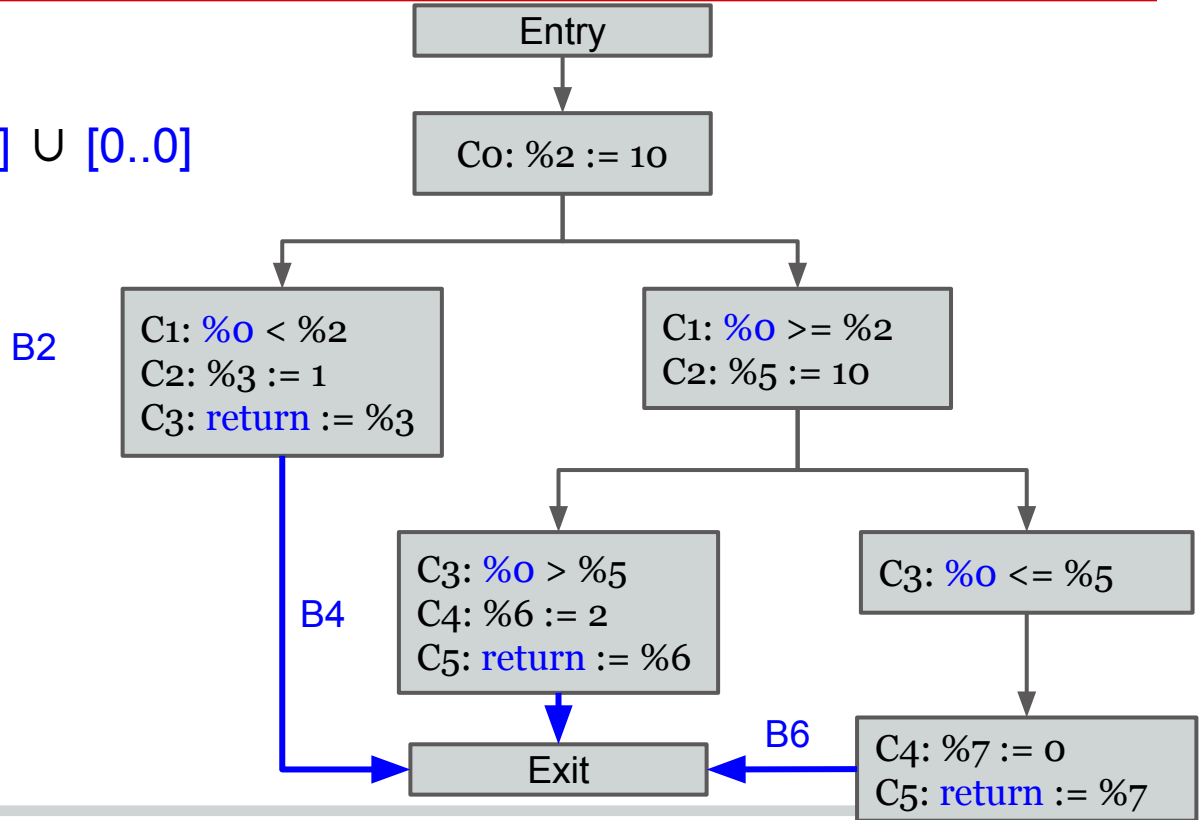 Entry
] ∪ [0..0]
C0: %2 := 10
B2
C1: %0 < %2
C2: %3 := 1
C3: return := %3
C1: %0 >= %2
C2: %5 := 10
B4
C3: %0 > %5
C4: %6 := 2
C5: return := %6
C3: %0 <= %5
B6
Exit
C4: %7 := 0
C5: return := %7